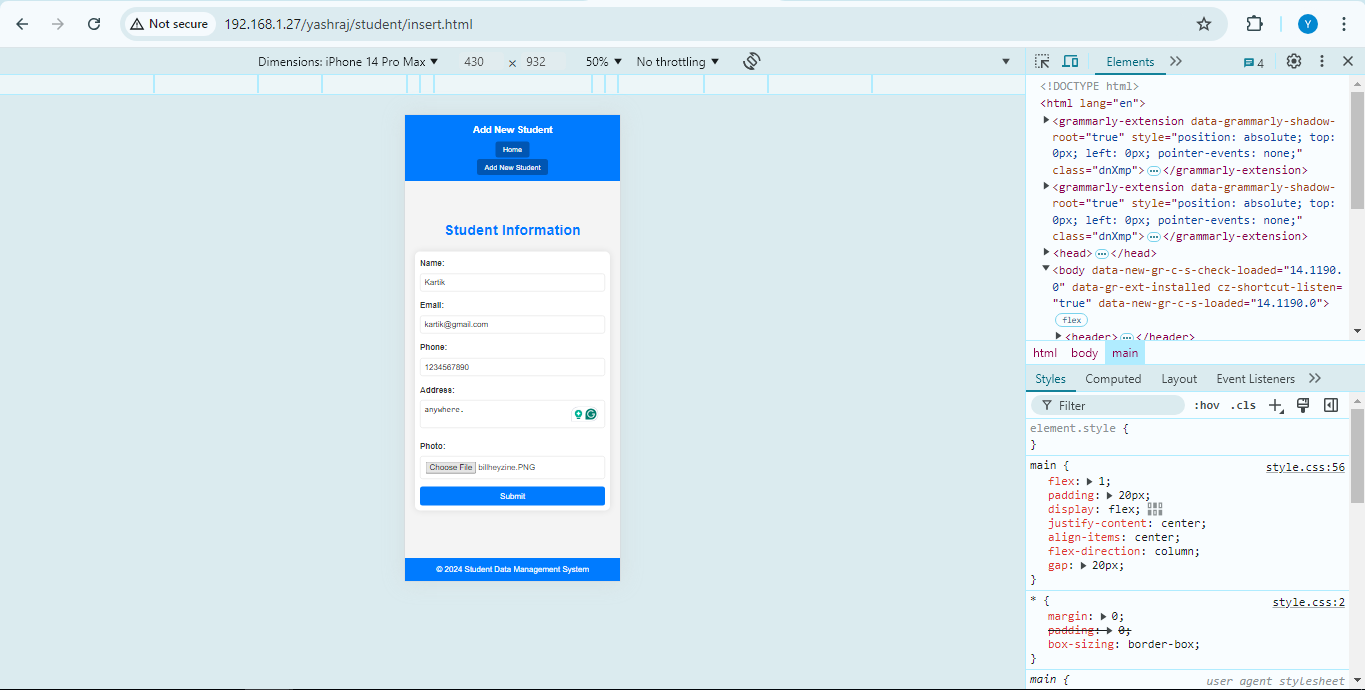 Not secure 192.168.1.27/yashraj/student/insert.html Y
Dimensions: iPhone 14 Pro Max ▼ 430 × 932 50% ▼ No throttling ▼
Add New Student
Home
Add New Student
Student Information
Name:
Kartik
Email:
kartik@gmail.com
Phone:
1234567890
Address:
anywhere.
Photo:
Choose File billheyzine.PNG
Submit
© 2024 Student Data Management System
Elements 4
<!DOCTYPE html>
<html lang="en">
<grammarly-extension data-grammarly-shadow-
root="true" style="position: absolute; top:
0px; left: 0px; pointer-events: none;"
class="dnXmp">…</grammarly-extension>
<grammarly-extension data-grammarly-shadow-
root="true" style="position: absolute; top:
0px; left: 0px; pointer-events: none;"
class="dnXmp">…</grammarly-extension>
<head>…</head>
<body data-new-gr-c-s-check-loaded="14.1190.
0" data-gr-ext-installed cz-shortcut-listen=
"true" data-new-gr-c-s-loaded="14.1190.0">
flex
<header>…</header>
html body main
Styles Computed Layout Event Listeners
Filter :hov .cls
element.style {
}
main { style.css:56
flex: 1;
padding: 20px;
display: flex;
justify-content: center;
align-items: center;
flex-direction: column;
gap: 20px;
}
* { style.css:2
margin: 0;
padding: 0;
box-sizing: border-box;
}
main { user agent stylesheet